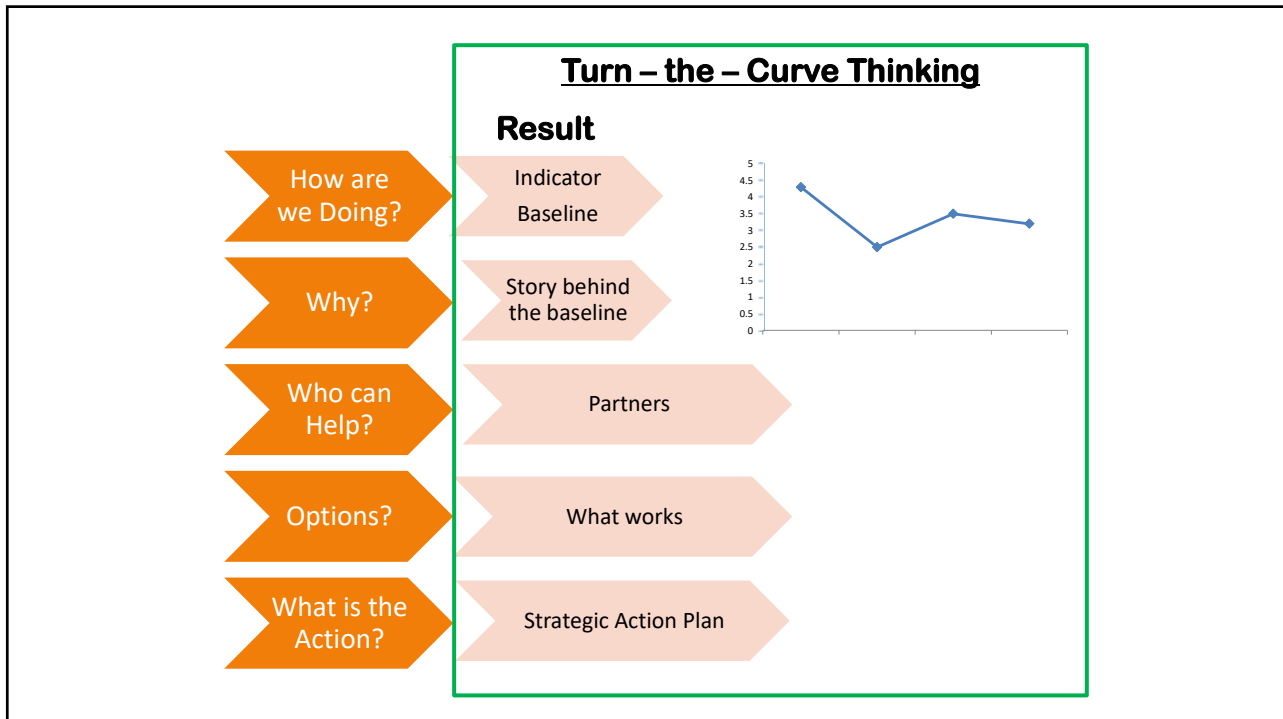 Turn – the – Curve Thinking
Result
How are
we Doing?
Indicator
Baseline
5
4.5
4
3.5
3
2.5
2
1.5
1
0.5
0
Why?
Story behind
the baseline
Who can
Help?
Partners
Options?
What works
What is the
Action?
Strategic Action Plan